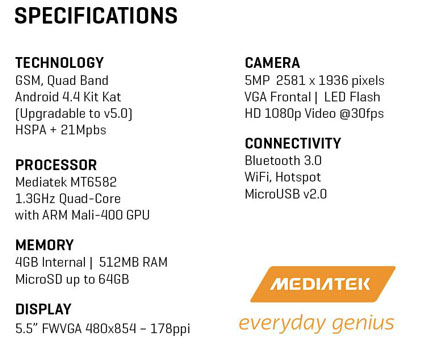 SPECIFICATIONS
TECHNOLOGY
GSM, Quad Band
Android 4.4 Kit Kat
(Upgradable to v5.0)
HSPA + 21Mpbs
PROCESSOR
Mediatek MT6582
1.3GHz Quad-Core
with ARM Mali-400 GPU
MEMORY
4GB Internal | 512MB RAM
MicroSD up to 64GB
DISPLAY
5.5" FWVGA 480x854 – 178ppi
CAMERA
5MP 2581 x 1936 pixels
VGA Frontal | LED Flash
HD 1080p Video @30fps
CONNECTIVITY
Bluetooth 3.0
WiFi, Hotspot
MicroUSB v2.0
MEDIATEK
everyday genius